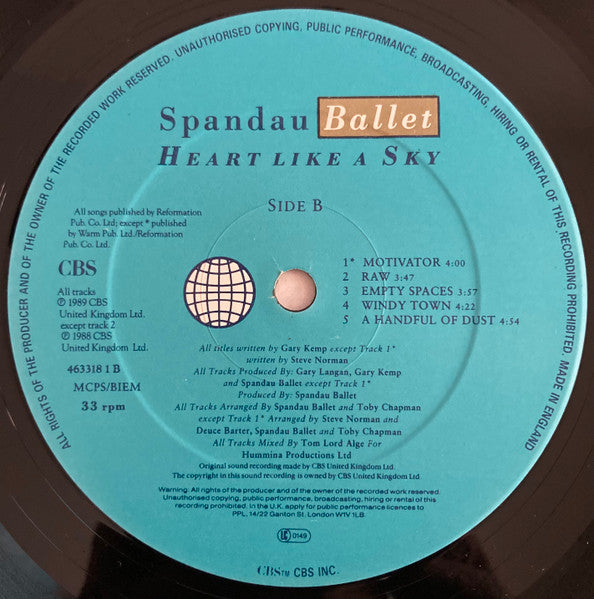 ALL RIGHTS OF THE PRODUCER AND OF THE OWNER OF THE RECORDED WORK RESERVED. UNAUTHORISED COPYING, PUBLIC PERFORMANCE, BROADCASTING, HIRING OR RENTAL OF THIS RECORDING PROHIBITED. MADE IN ENGLAND
Spandau Ballet
HEART LIKE A SKY
SIDE B
All songs published by Reformation
Pub. Co. Ltd; except * published
by Warm Pub. Ltd./Reformation
Pub. Co. Ltd.
CBS
All tracks
℗ 1989 CBS
United Kingdom Ltd.
except track 2
℗ 1988 CBS
United Kingdom Ltd.
463318 1 B
MCPS/BIEM
33 rpm
1* MOTIVATOR 4:00
2 RAW 3:47
3 EMPTY SPACES 3:57
4 WINDY TOWN 4:22
5 A HANDFUL OF DUST 4:54
All titles written by Gary Kemp except Track 1*
written by Steve Norman
All Tracks Produced By: Gary Langan, Gary Kemp
and Spandau Ballet except Track 1*
Produced By: Spandau Ballet
All Tracks Arranged By Spandau Ballet and Toby Chapman
except Track 1* Arranged by Steve Norman and
Deuce Barter, Spandau Ballet and Toby Chapman
All Tracks Mixed By Tom Lord Alge For
Hummina Productions Ltd
Original sound recording made by CBS United Kingdom Ltd.
The copyright in this sound recording is owned by CBS United Kingdom Ltd.
Warning: All rights of the producer and of the owner of the recorded work reserved.
Unauthorised copying, public performance, broadcasting, hiring or rental of this
recording prohibited. In the U.K. apply for public performance licences to
PPL, 14/22 Ganton St. London W1V 1LB.
LC 0149
CBS™ CBS INC.